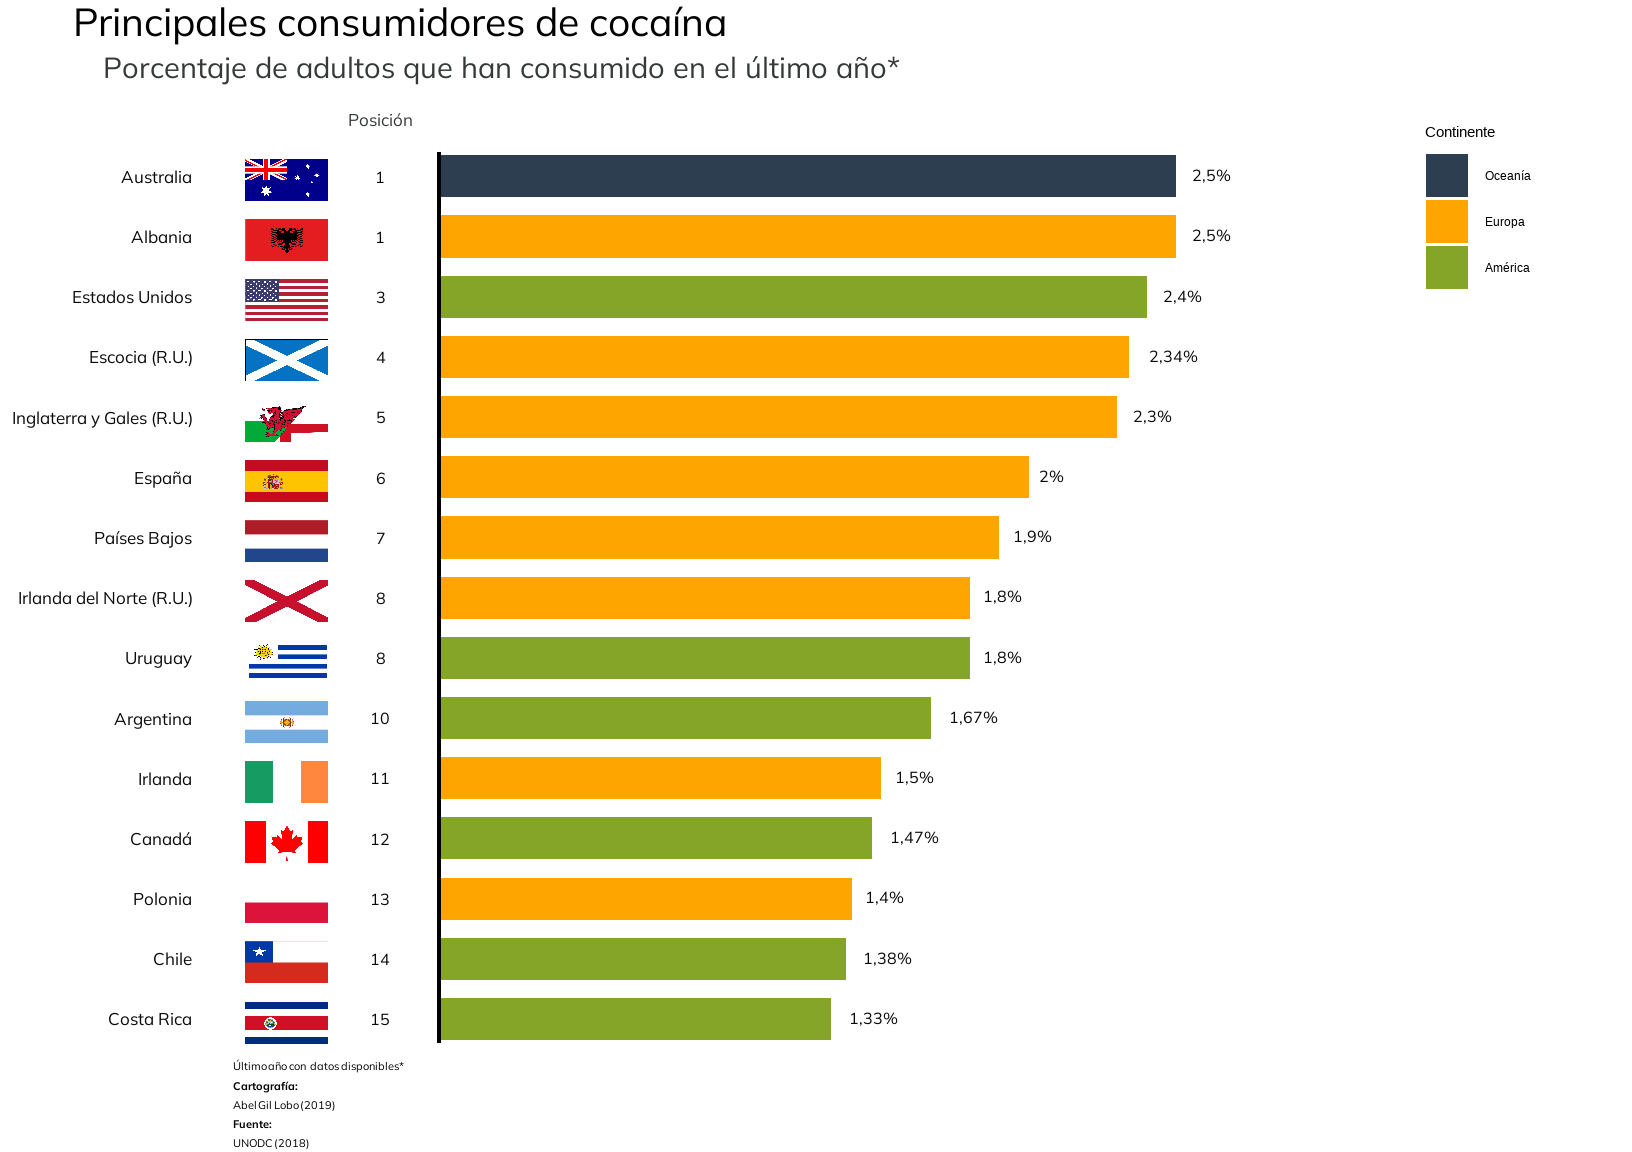 Principales consumidores de cocaína
Porcentaje de adultos que han consumido en el último año*
Posición
Continente
Oceanía
Europa
América
Australia 1 2,5%
Albania 1 2,5%
Estados Unidos 3 2,4%
Escocia (R.U.) 4 2,34%
Inglaterra y Gales (R.U.) 5 2,3%
España 6 2%
Países Bajos 7 1,9%
Irlanda del Norte (R.U.) 8 1,8%
Uruguay 8 1,8%
Argentina 10 1,67%
Irlanda 11 1,5%
Canadá 12 1,47%
Polonia 13 1,4%
Chile 14 1,38%
Costa Rica 15 1,33%
Último año con datos disponibles*
Cartografía:
Abel Gil Lobo (2019)
Fuente:
UNODC (2018)